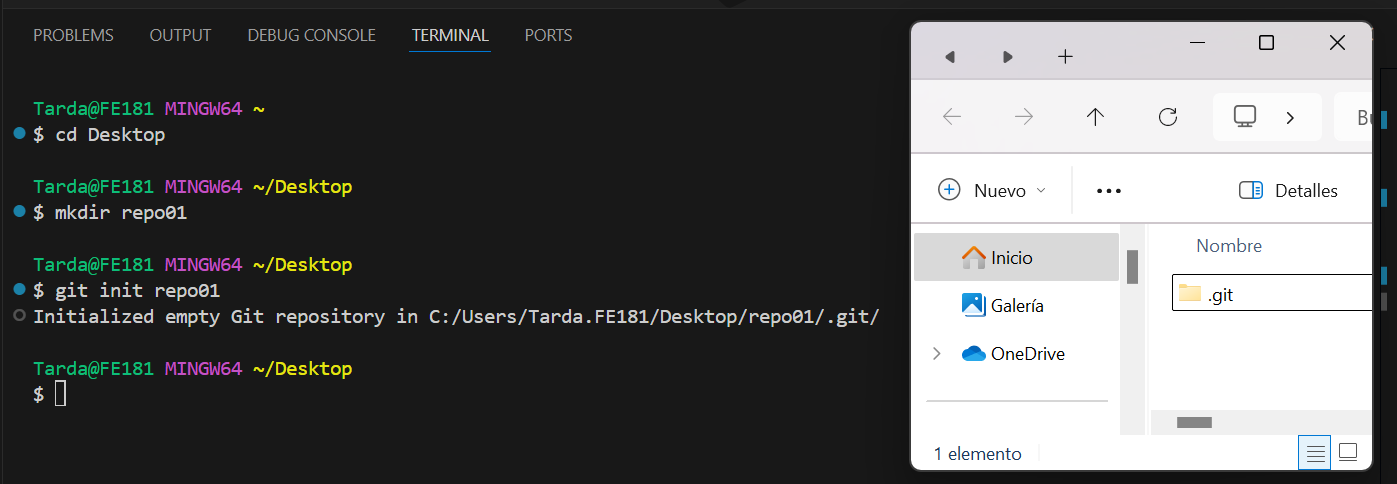 PROBLEMS OUTPUT DEBUG CONSOLE TERMINAL PORTS
Tarda@FE181 MINGW64 ~
$ cd Desktop
Tarda@FE181 MINGW64 ~/Desktop
$ mkdir repo01
Tarda@FE181 MINGW64 ~/Desktop
$ git init repo01
Initialized empty Git repository in C:/Users/Tarda.FE181/Desktop/repo01/.git/
Tarda@FE181 MINGW64 ~/Desktop
$
Nuevo
Detalles
Inicio
Galería
OneDrive
Nombre
.git
1 elemento